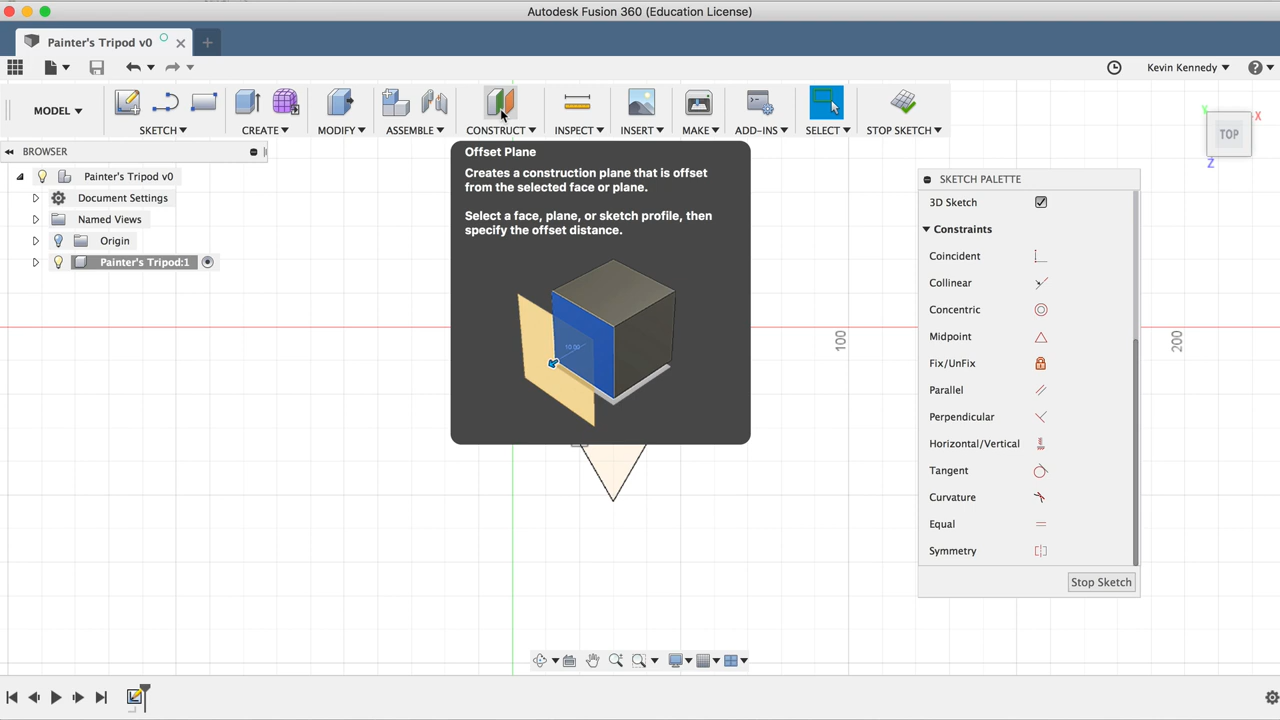 Autodesk Fusion 360 (Education License)
Painter's Tripod v0
Kevin Kennedy
MODEL
SKETCH
CREATE
MODIFY
ASSEMBLE
CONSTRUCT
INSPECT
INSERT
MAKE
ADD-INS
SELECT
STOP SKETCH
BROWSER
Painter's Tripod v0
Document Settings
Named Views
Origin
Painter's Tripod:1
Offset Plane
Creates a construction plane that is offset
from the selected face or plane.
Select a face, plane, or sketch profile, then
specify the offset distance.
10.00
100
200
Y
X
TOP
Z
SKETCH PALETTE
3D Sketch
Constraints
Coincident
Collinear
Concentric
Midpoint
Fix/UnFix
Parallel
Perpendicular
Horizontal/Vertical
Tangent
Curvature
Equal
Symmetry
Stop Sketch